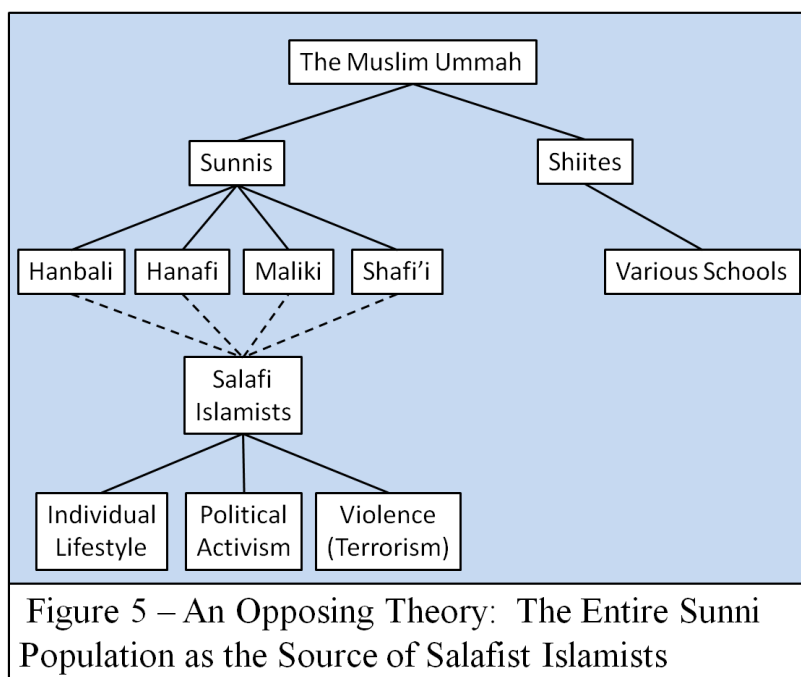 The Muslim Ummah
Sunnis
Shiites
Hanbali
Hanafi
Maliki
Shafi’i
Various Schools
Salafi
Islamists
Individual
Lifestyle
Political
Activism
Violence
(Terrorism)
Figure 5 – An Opposing Theory:  The Entire Sunni
Population as the Source of Salafist Islamists